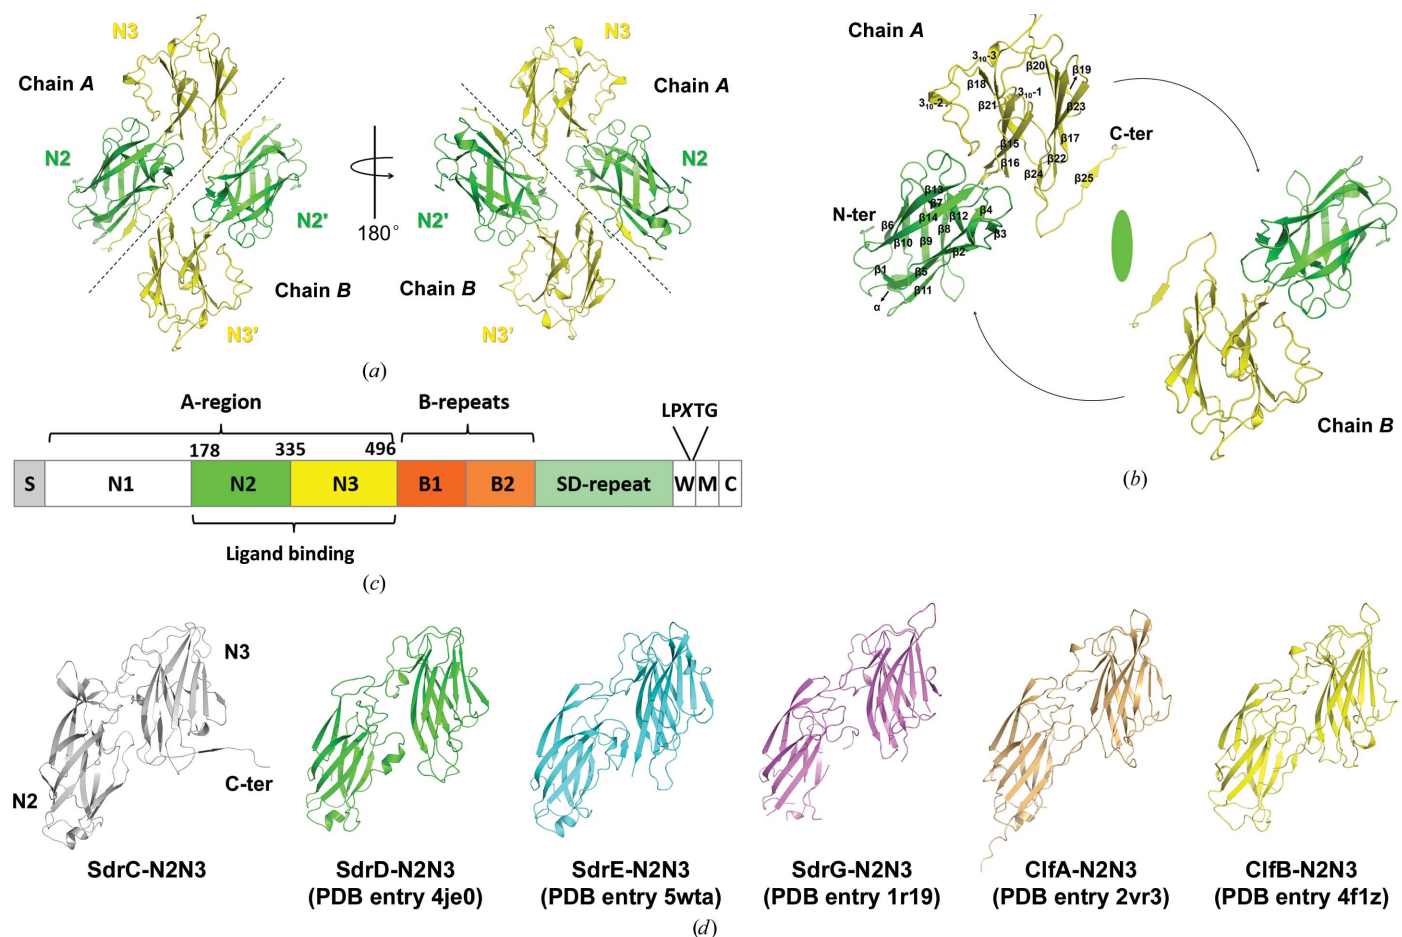 N3
Chain A
N2
N2'
Chain B
N3'
180°
N3
Chain A
N2
N2'
Chain B
N3'
(a)
Chain A
3₁₀-3
β20
β19
β18
3₁₀-1
3₁₀-2
β21
β23
β17
C-ter
β15
β16
β22
β24
β25
N-ter
β13
β7
β6
β14
β12
β4
β8
β3
β10
β9
β2
β1
β5
β11
α
Chain B
(b)
A-region
B-repeats
LPXTG
178
335
496
S
N1
N2
N3
B1
B2
SD-repeat
W
M
C
Ligand binding
(c)
N3
N2
C-ter
SdrC-N2N3
SdrD-N2N3
(PDB entry 4je0)
SdrE-N2N3
(PDB entry 5wta)
SdrG-N2N3
(PDB entry 1r19)
ClfA-N2N3
(PDB entry 2vr3)
ClfB-N2N3
(PDB entry 4f1z)
(d)